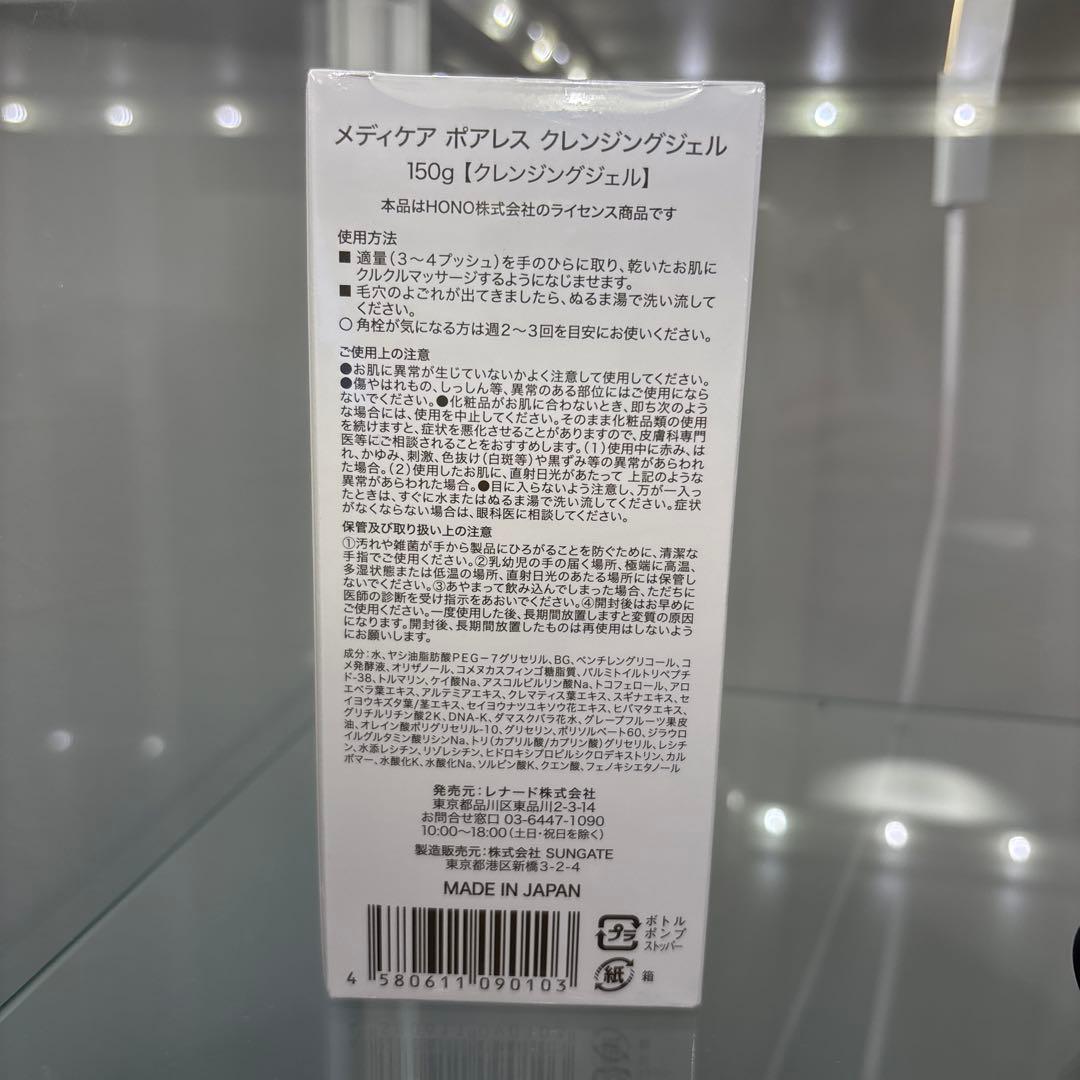 メディケア ポアレス クレンジングジェル
150g【クレンジングジェル】
本品はHONO株式会社のライセンス商品です
使用方法
■ 適量(3〜4プッシュ)を手のひらに取り、乾いたお肌に
クルクルマッサージするようになじませます。
■ 毛穴のよごれが出てきましたら、ぬるま湯で洗い流して
ください。
○ 角栓が気になる方は週2〜3回を目安にお使いください。
ご使用上の注意
●お肌に異常が生じていないかよく注意して使用してください。
●傷やはれもの、しっしん等、異常のある部位にはご使用になら
ないでください。●化粧品がお肌に合わないとき、即ち次のよう
な場合には、使用を中止してください。そのまま化粧品類の使用
を続けますと、症状を悪化させることがありますので、皮膚科専門
医等にご相談されることをおすすめします。(1)使用中に赤み、は
れ、かゆみ、刺激、色抜け(白斑等)や黒ずみ等の異常があらわれ
た場合。(2)使用したお肌に、直射日光があたって 上記のような
異常があらわれた場合。●目に入らないよう注意し、万が一入っ
たときは、すぐに水またはぬるま湯で洗い流してください。症状
がなくならない場合は、眼科医に相談してください。
保管及び取り扱い上の注意
①汚れや雑菌が手から製品にひろがることを防ぐために、清潔な
手指でご使用ください。②乳幼児の手の届く場所、極端に高温、
多湿状態または低温の場所、直射日光のあたる場所には保管し
ないでください。③あやまって飲み込んでしまった場合、ただちに
医師の診断を受け指示をあおいでください。④開封後はお早めに
ご使用ください。一度使用した後、長期間放置しますと変質の原因
になります。開封後、長期間放置したものは再使用はしないよう
にお願いします。
成分:水、ヤシ油脂肪酸PEG-7グリセリル、BG、ペンチレングリコール、コ
メ発酵液、オリザノール、コメヌカスフィンゴ糖脂質、パルミトイルトリペプチ
ド-38、トルマリン、ケイ酸Na、アスコルビルリン酸Na、トコフェロール、アロ
エベラ葉エキス、アルテミアエキス、クレマティス葉エキス、スギナエキス、セ
イヨウキズタ葉/茎エキス、セイヨウナツユキソウ花エキス、ヒバマタエキス、
グリチルリチン酸2K、DNA-K、ダマスクバラ花水、グレープフルーツ果皮
油、オレイン酸ポリグリセリル-10、グリセリン、ポリソルベート60、ジラウロ
イルグルタミン酸リシンNa、トリ(カプリル酸/カプリン酸)グリセリル、レシチ
ン、水添レシチン、リゾレシチン、ヒドロキシプロピルシクロデキストリン、カル
ボマー、水酸化K、水酸化Na、ソルビン酸K、クエン酸、フェノキシエタノール
発売元:レナード株式会社
東京都品川区東品川2-3-14
お問合せ窓口 03-6447-1090
10:00〜18:00(土日・祝日を除く)
製造販売元:株式会社 SUNGATE
東京都港区新橋3-2-4
MADE IN JAPAN
4 580611 090103
プラ
ボトル
ポンプ
ストッパー
紙
箱